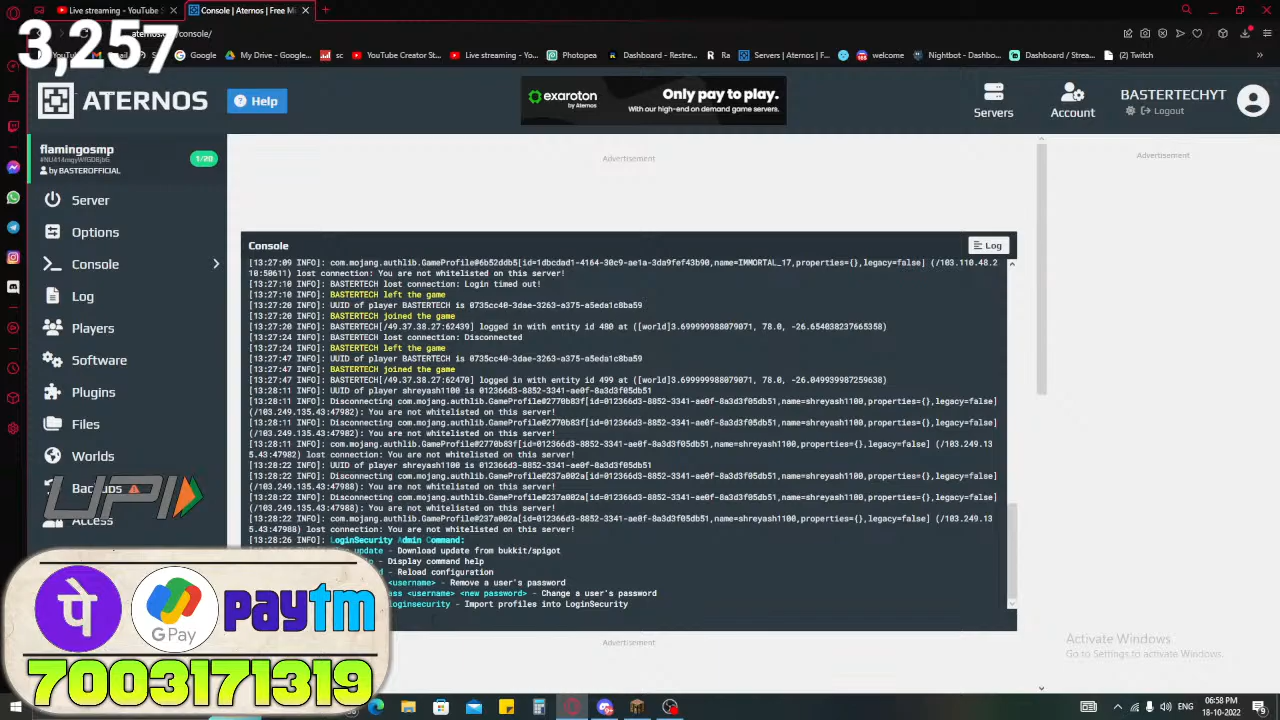 Live streaming - YouTube S
Console | Aternos | Free Mi
3,257
aternos.org/console/
YouTube
Google
My Drive - Google...
sc
YouTube Creator St...
Live streaming - Yo...
Photopea
Dashboard - Restre...
Ra
Servers | Aternos | F...
welcome
Nightbot - Dashbo...
Dashboard / Strea...
(2) Twitch
ATERNOS
Help
exaroton
by Aternos
Only pay to play.
With our high-end on demand game servers.
Servers
Account
BASTERTECHYT
Logout
flamingosmp
by BASTEROFFICIAL
1/20
Server
Options
Console
Log
Players
Software
Plugins
Files
Worlds
Backups
Access
Advertisement
Advertisement
Console
Log
[13:27:09 INFO]: com.mojang.authlib.GameProfile@6b52ddb5[id=1dbcdad1-4164-30c9-ae1a-3da9fef43b90,name=IMMORTAL_17,properties={},legacy=false] (/103.110.48.2
10:50611) lost connection: You are not whitelisted on this server!
[13:27:10 INFO]: BASTERTECH lost connection: Login timed out!
[13:27:10 INFO]: BASTERTECH left the game
[13:27:20 INFO]: UUID of player BASTERTECH is 0735cc40-3dae-3263-a375-a5eda1c8ba59
[13:27:20 INFO]: BASTERTECH joined the game
[13:27:20 INFO]: BASTERTECH[/49.37.38.27:62439] logged in with entity id 480 at ([world]3.699999988079071, 78.0, -26.654038237665358)
[13:27:24 INFO]: BASTERTECH lost connection: Disconnected
[13:27:24 INFO]: BASTERTECH left the game
[13:27:47 INFO]: UUID of player BASTERTECH is 0735cc40-3dae-3263-a375-a5eda1c8ba59
[13:27:47 INFO]: BASTERTECH joined the game
[13:27:47 INFO]: BASTERTECH[/49.37.38.27:62470] logged in with entity id 499 at ([world]3.699999988079071, 78.0, -26.049939987259638)
[13:28:11 INFO]: UUID of player shreyash1100 is 012366d3-8852-3341-ae0f-8a3d3f05db51
[13:28:11 INFO]: Disconnecting com.mojang.authlib.GameProfile@2770b83f[id=012366d3-8852-3341-ae0f-8a3d3f05db51,name=shreyash1100,properties={},legacy=false]
(/103.249.135.43:47982): You are not whitelisted on this server!
[13:28:11 INFO]: Disconnecting com.mojang.authlib.GameProfile@2770b83f[id=012366d3-8852-3341-ae0f-8a3d3f05db51,name=shreyash1100,properties={},legacy=false]
(/103.249.135.43:47982): You are not whitelisted on this server!
[13:28:11 INFO]: com.mojang.authlib.GameProfile@2770b83f[id=012366d3-8852-3341-ae0f-8a3d3f05db51,name=shreyash1100,properties={},legacy=false] (/103.249.13
5.43:47982) lost connection: You are not whitelisted on this server!
[13:28:22 INFO]: UUID of player shreyash1100 is 012366d3-8852-3341-ae0f-8a3d3f05db51
[13:28:22 INFO]: Disconnecting com.mojang.authlib.GameProfile@237a002a[id=012366d3-8852-3341-ae0f-8a3d3f05db51,name=shreyash1100,properties={},legacy=false]
(/103.249.135.43:47988): You are not whitelisted on this server!
[13:28:22 INFO]: Disconnecting com.mojang.authlib.GameProfile@237a002a[id=012366d3-8852-3341-ae0f-8a3d3f05db51,name=shreyash1100,properties={},legacy=false]
(/103.249.135.43:47988): You are not whitelisted on this server!
[13:28:22 INFO]: com.mojang.authlib.GameProfile@237a002a[id=012366d3-8852-3341-ae0f-8a3d3f05db51,name=shreyash1100,properties={},legacy=false] (/103.249.13
5.43:47988) lost connection: You are not whitelisted on this server!
[13:28:26 INFO]: LoginSecurity Admin Command:
update - Download update from bukkit/spigot
- Display command help
- Reload configuration
<username> - Remove a user's password
<username> <new password> - Change a user's password
loginsecurity - Import profiles into LoginSecurity
Advertisement
UPI
पे
G Pay
paytm
7003171319
Activate Windows
Go to Settings to activate Windows.
ENG
06:58 PM
18-10-2022